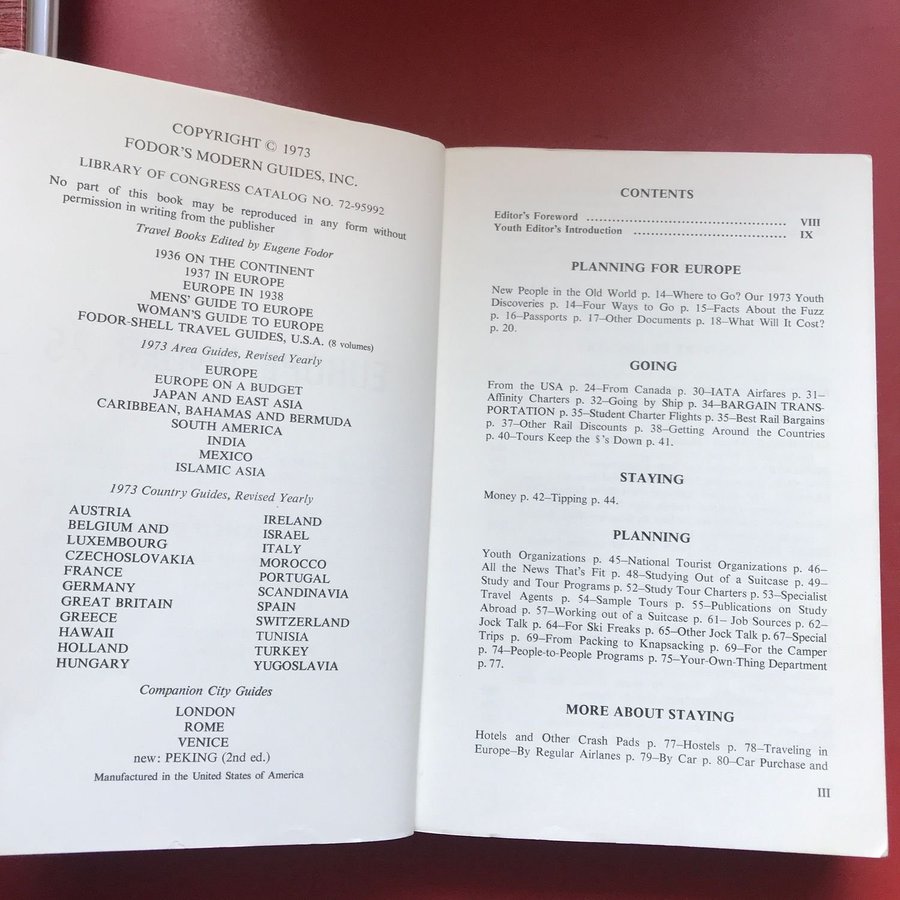 COPYRIGHT © 1973
FODOR'S MODERN GUIDES, INC.
LIBRARY OF CONGRESS CATALOG NO. 72-95992
No part of this book may be reproduced in any form without
permission in writing from the publisher
Travel Books Edited by Eugene Fodor
1936 ON THE CONTINENT
1937 IN EUROPE
EUROPE IN 1938
MENS' GUIDE TO EUROPE
WOMAN'S GUIDE TO EUROPE
FODOR-SHELL TRAVEL GUIDES, U.S.A. (8 volumes)
1973 Area Guides, Revised Yearly
EUROPE
EUROPE ON A BUDGET
JAPAN AND EAST ASIA
CARIBBEAN, BAHAMAS AND BERMUDA
SOUTH AMERICA
INDIA
MEXICO
ISLAMIC ASIA
1973 Country Guides, Revised Yearly
AUSTRIA
BELGIUM AND
LUXEMBOURG
CZECHOSLOVAKIA
FRANCE
GERMANY
GREAT BRITAIN
GREECE
HAWAII
HOLLAND
HUNGARY
IRELAND
ISRAEL
ITALY
MOROCCO
PORTUGAL
SCANDINAVIA
SPAIN
SWITZERLAND
TUNISIA
TURKEY
YUGOSLAVIA
Companion City Guides
LONDON
ROME
VENICE
new: PEKING (2nd ed.)
Manufactured in the United States of America
CONTENTS
Editor's Foreword ........................................ VIII
Youth Editor's Introduction ........................................ IX
PLANNING FOR EUROPE
New People in the Old World p. 14—Where to Go? Our 1973 Youth
Discoveries p. 14—Four Ways to Go p. 15—Facts About the Fuzz
p. 16—Passports p. 17—Other Documents p. 18—What Will It Cost?
p. 20.
GOING
From the USA p. 24—From Canada p. 30—IATA Airfares p. 31—
Affinity Charters p. 32—Going by Ship p. 34—BARGAIN TRANS-
PORTATION p. 35—Student Charter Flights p. 35—Best Rail Bargains
p. 37—Other Rail Discounts p. 38—Getting Around the Countries
p. 40—Tours Keep the $'s Down p. 41.
STAYING
Money p. 42—Tipping p. 44.
PLANNING
Youth Organizations p. 45—National Tourist Organizations p. 46—
All the News That's Fit p. 48—Studying Out of a Suitcase p. 49—
Study and Tour Programs p. 52—Study Tour Charters p. 53—Specialist
Travel Agents p. 54—Sample Tours p. 55—Publications on Study
Abroad p. 57—Working out of a Suitcase p. 61— Job Sources p. 62—
Jock Talk p. 64—For Ski Freaks p. 65—Other Jock Talk p. 67—Special
Trips p. 69—From Packing to Knapsacking p. 69—For the Camper
p. 74—People-to-People Programs p. 75—Your-Own-Thing Department
p. 77.
MORE ABOUT STAYING
Hotels and Other Crash Pads p. 77—Hostels p. 78—Traveling in
Europe—By Regular Airlanes p. 79—By Car p. 80—Car Purchase and
III